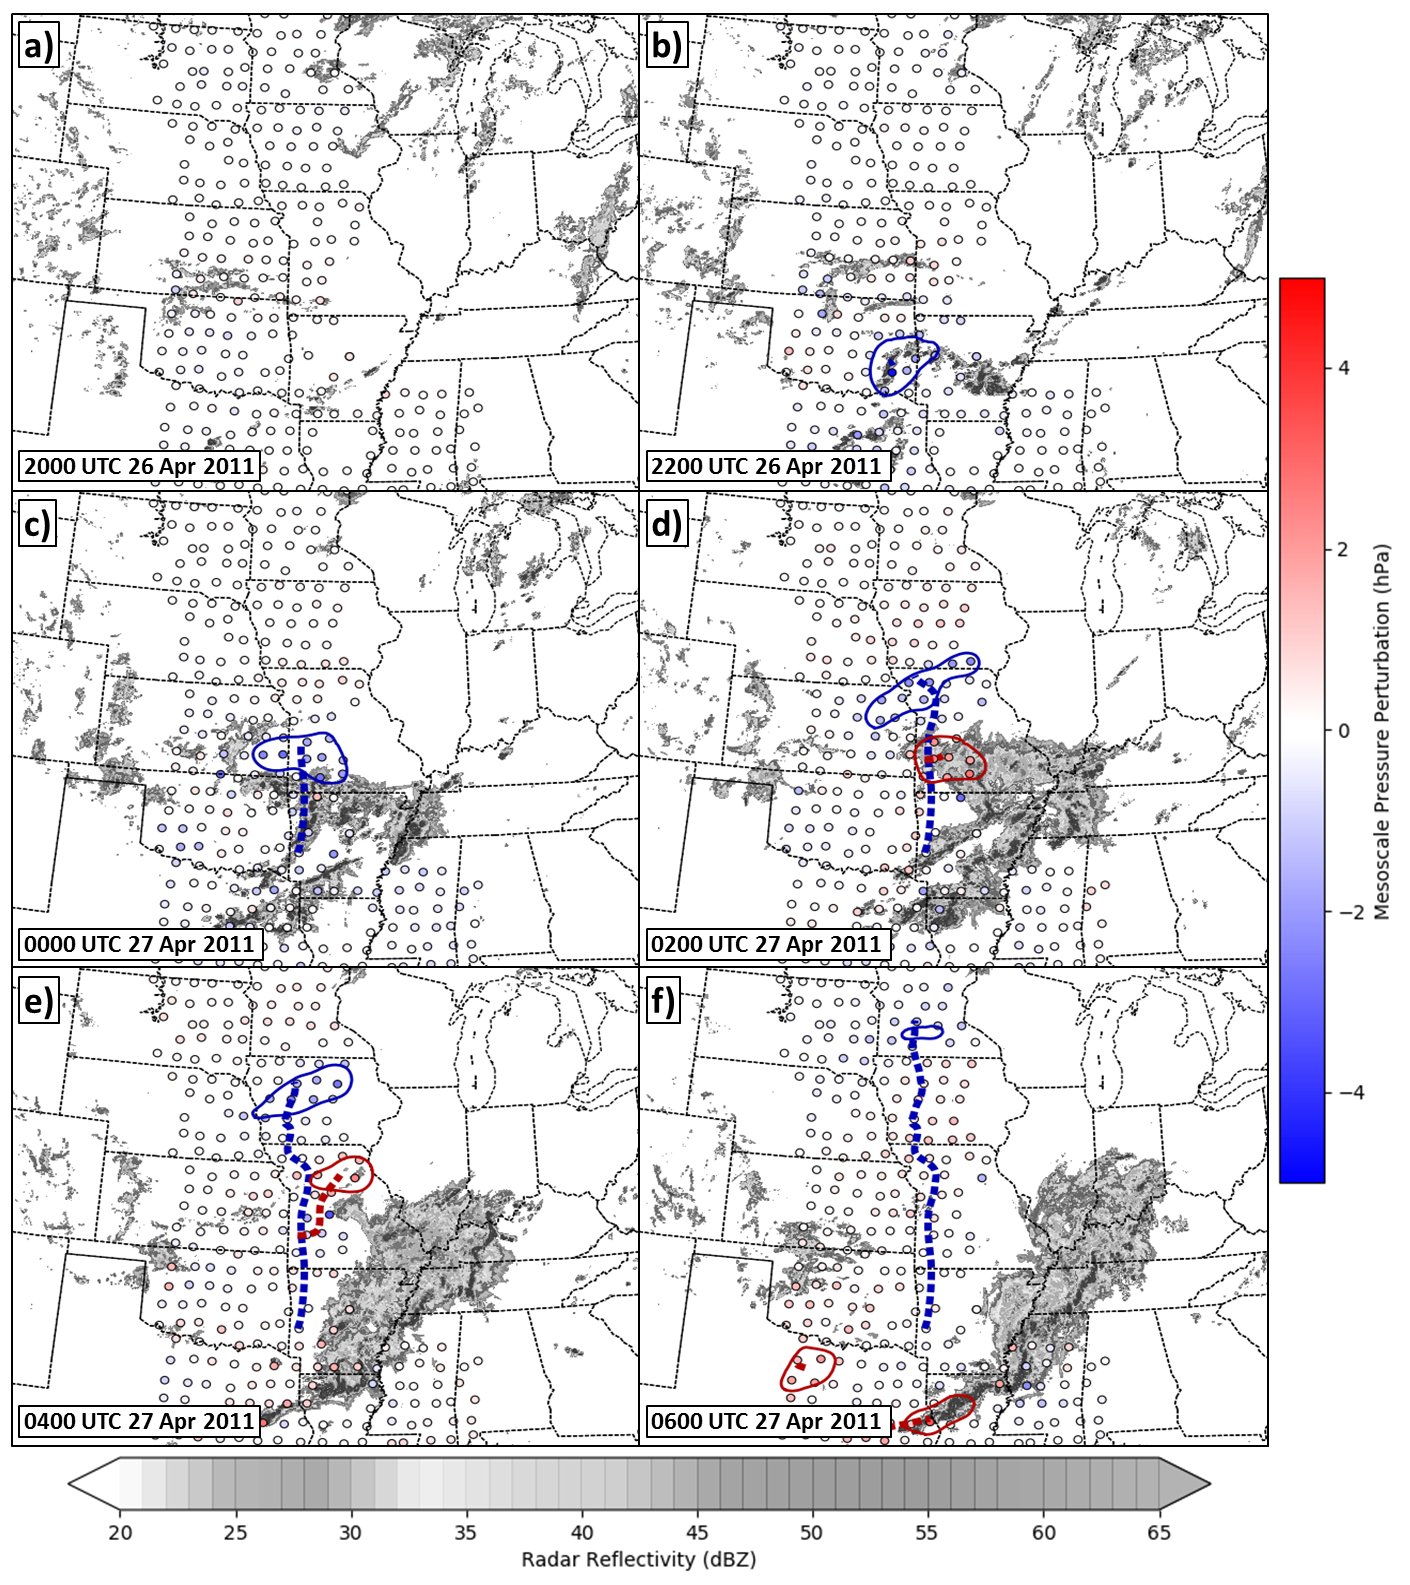 a)
b)
2000 UTC 26 Apr 2011
2200 UTC 26 Apr 2011
c)
d)
0000 UTC 27 Apr 2011
0200 UTC 27 Apr 2011
e)
f)
0400 UTC 27 Apr 2011
0600 UTC 27 Apr 2011
4
2
0
−2
−4
Mesoscale Pressure Perturbation (hPa)
20 25 30 35 40 45 50 55 60 65
Radar Reflectivity (dBZ)